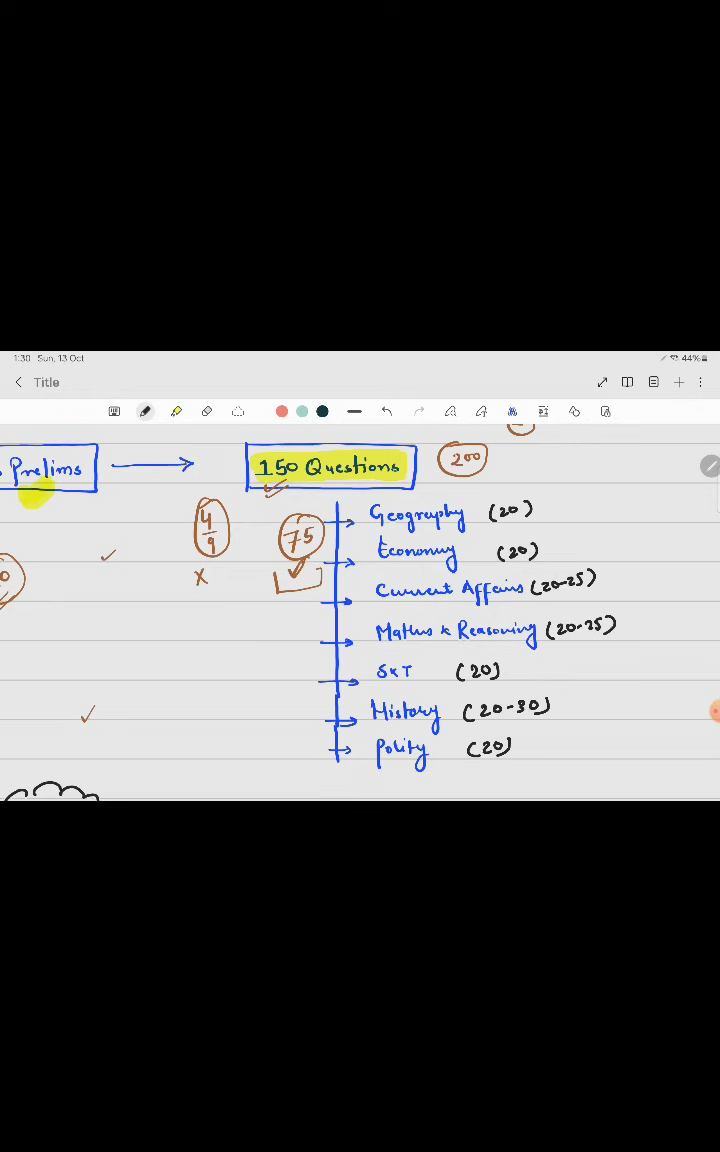 1:30 Sun, 13 Oct
44%
Title
Prelims
150 Questions
200
4/9
75
x
Geography (20)
Economy (20)
Current Affairs (20-25)
Maths & Reasoning (20-25)
S&T (20)
History (20-30)
Polity (20)